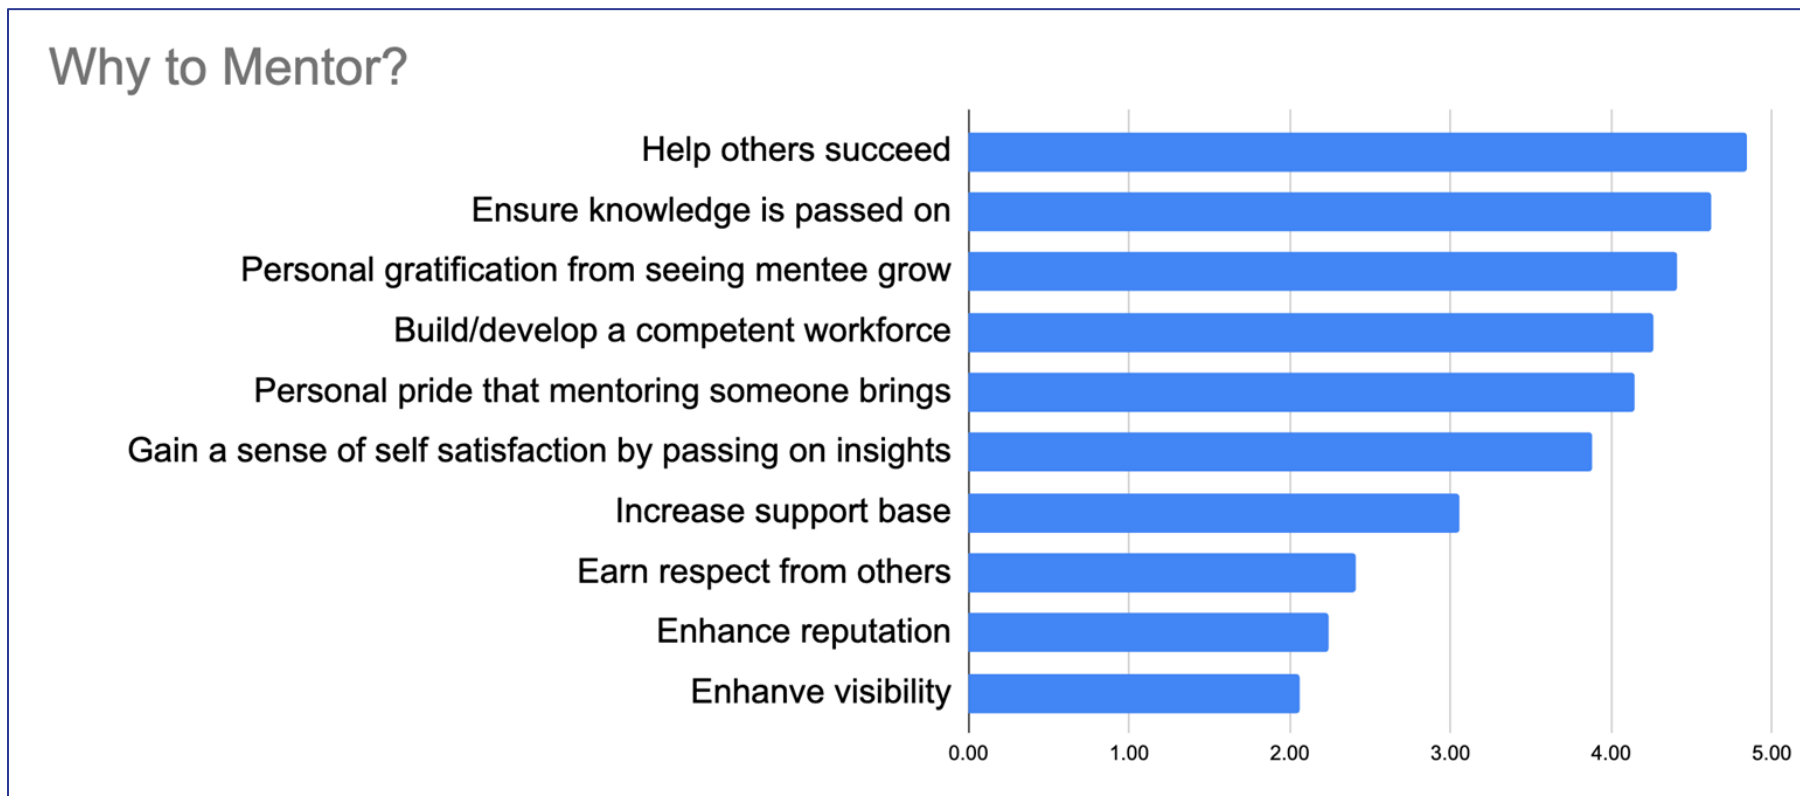 Why to Mentor?
Help others succeed
Ensure knowledge is passed on
Personal gratification from seeing mentee grow
Build/develop a competent workforce
Personal pride that mentoring someone brings
Gain a sense of self satisfaction by passing on insights
Increase support base
Earn respect from others
Enhance reputation
Enhanve visibility
0.00 1.00 2.00 3.00 4.00 5.00